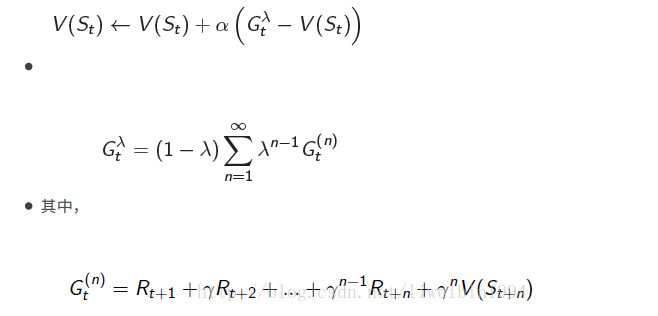 V(S_t) ← V(S_t) + α (G_t^λ − V(S_t))
●
G_t^λ = (1 − λ) ∑_{n=1}^{∞} λ^{n−1} G_t^{(n)}
● 其中，
G_t^{(n)} = R_{t+1} + γR_{t+2} + ... + γ^{n−1}R_{t+n} + γ^n V(S_{t+n})